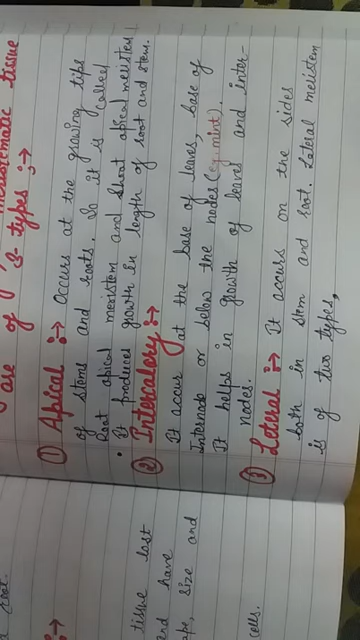 meristematic tissue
are of 3 types :→
① Apical :→ Occurs at the growing tips
of stems and roots. So it is called
Root apical meristem and Shoot apical meristem
• It produces growth in length of root and stem.
② Intercalory :→
It occur at the base of leaves, base of
Internode or below the nodes (eg. mint).
It helps in growth of leaves and inter-
nodes.
③ Lateral :→ It occurs on the sides
both in stem and root. Lateral meristem
is of two types,
tissue last
and have
size and
cells.